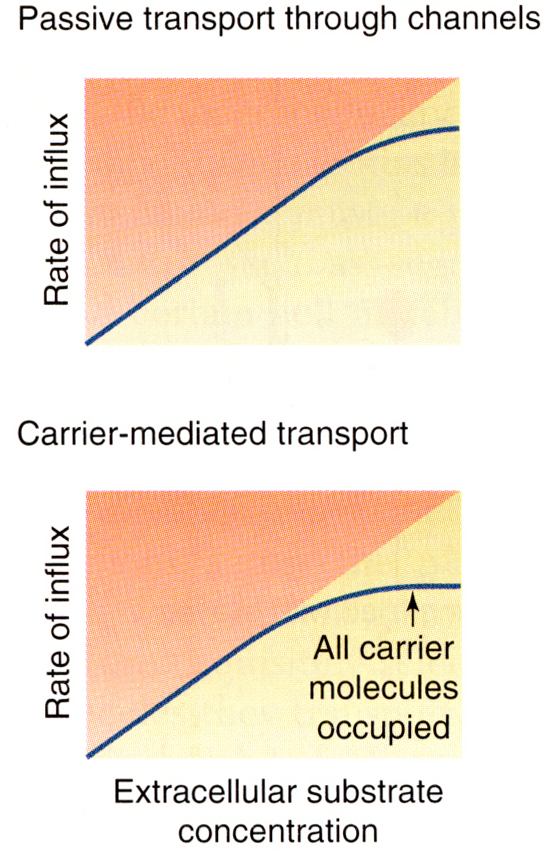 Passive transport through channels
Rate of influx
Carrier-mediated transport
Rate of influx
All carrier
molecules
occupied
Extracellular substrate
concentration